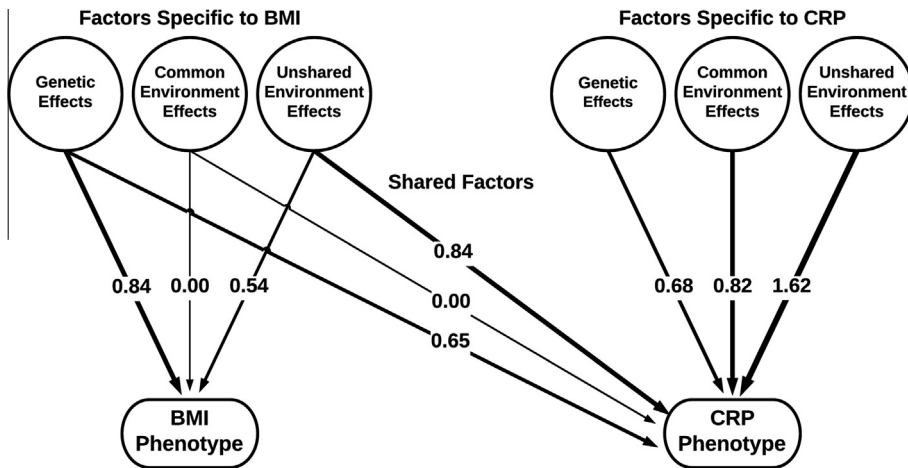 Factors Specific to BMI
Factors Specific to CRP
Genetic
Effects
Common
Environment
Effects
Unshared
Environment
Effects
Genetic
Effects
Common
Environment
Effects
Unshared
Environment
Effects
Shared Factors
0.84
0.84
0.00
0.54
0.00
0.65
0.68
0.82
1.62
BMI
Phenotype
CRP
Phenotype